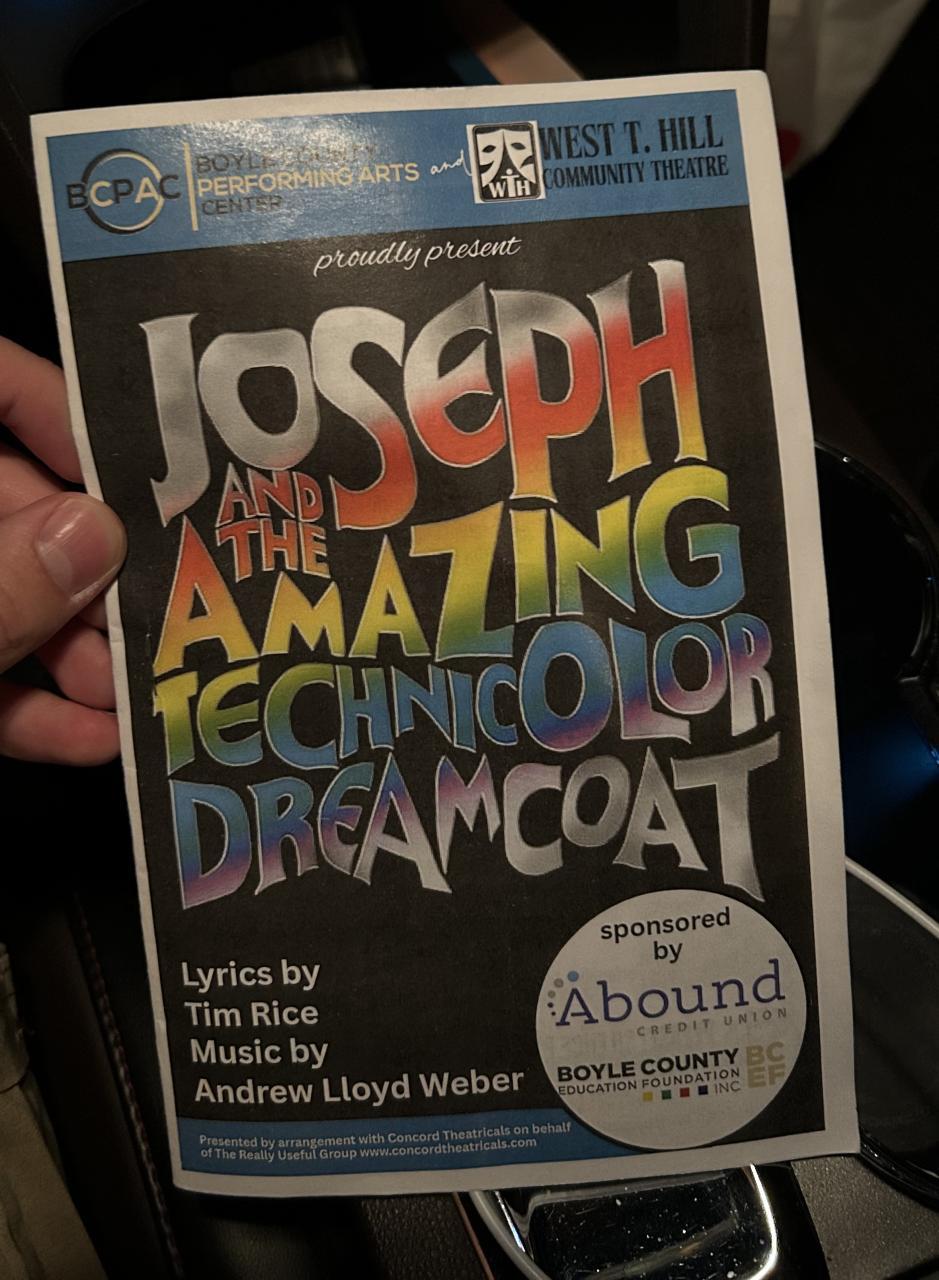 BCPAC
BOYLE COUNTY
PERFORMING ARTS
CENTER
and
WTH
WEST T. HILL
COMMUNITY THEATRE
proudly present
JOSEPH
AND
THE
AMAZING
TECHNICOLOR
DREAMCOAT
Lyrics by
Tim Rice
Music by
Andrew Lloyd Weber
sponsored
by
Abound
CREDIT UNION
BOYLE COUNTY
EDUCATION FOUNDATION
INC
BC
EF
Presented by arrangement with Concord Theatricals on behalf
of The Really Useful Group www.concordtheatricals.com